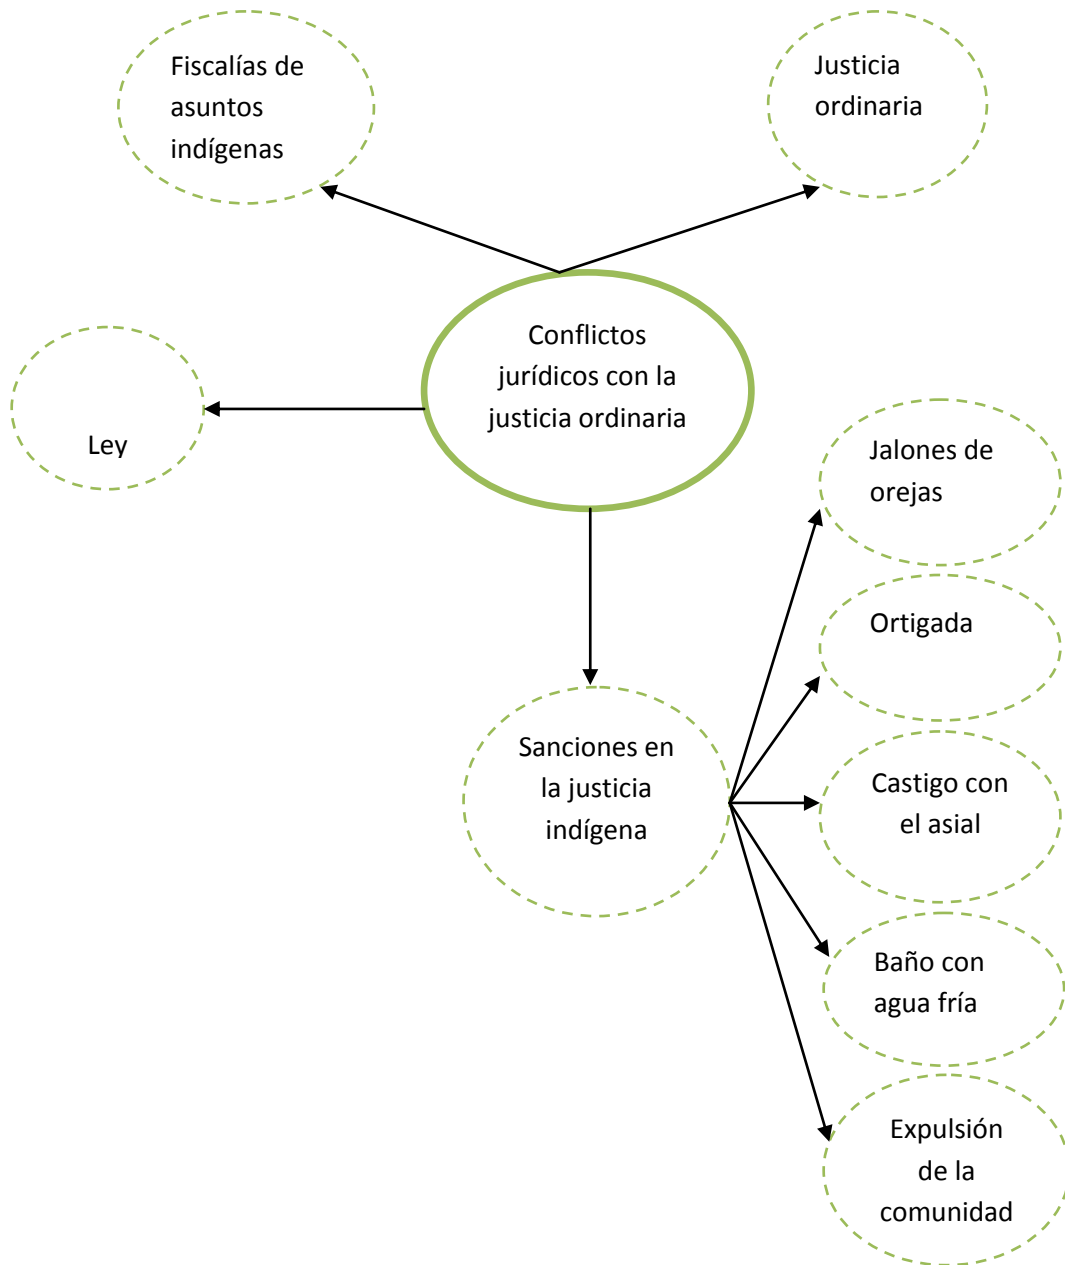 Fiscalías de
asuntos
indígenas
Justicia
ordinaria
Conflictos
jurídicos con la
justicia ordinaria
Ley
Jalones de
orejas
Ortigada
Sanciones en
la justicia
indígena
Castigo con
el asial
Baño con
agua fría
Expulsión
de la
comunidad